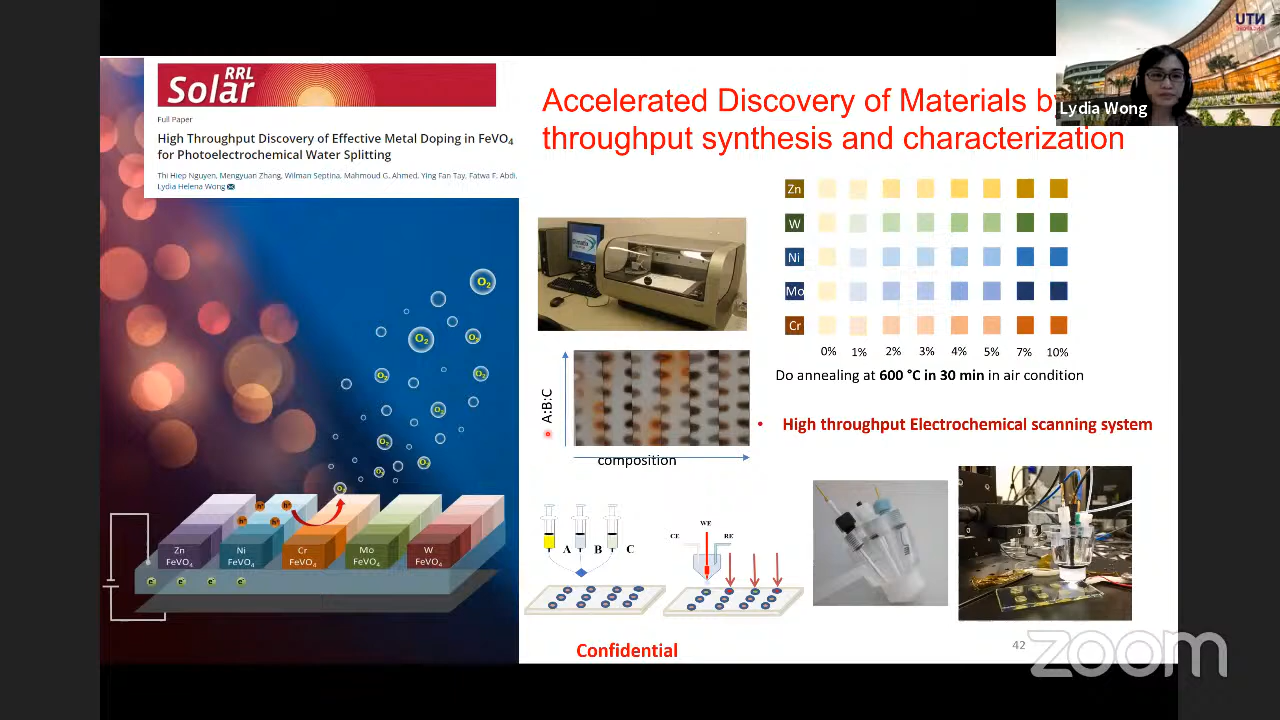 Solar RRL
Full Paper
High Throughput Discovery of Effective Metal Doping in FeVO₄
for Photoelectrochemical Water Splitting
Thi Hiep Nguyen, Mengyuan Zhang, Wilman Septina, Mahmoud G. Ahmed, Ying Fan Tay, Fatwa F. Abdi,
Lydia Helena Wong
Accelerated Discovery of Materials b
throughput synthesis and characterization
NTU
Lydia Wong
Zn
W
Ni
Mo
Cr
0% 1% 2% 3% 4% 5% 7% 10%
Do annealing at 600 °C in 30 min in air condition
• High throughput Electrochemical scanning system
A:B:C
composition
O₂
O₂
O₂
O₂
O₂
O₂
O₂
O₂
O₂
O₂
h⁺ h⁺
h⁺ h⁺
Zn
FeVO₄
Ni
FeVO₄
Cr
FeVO₄
Mo
FeVO₄
W
FeVO₄
e⁻ e⁻ e⁻ e⁻
A B C
WE
CE RE
Confidential
42
zoom